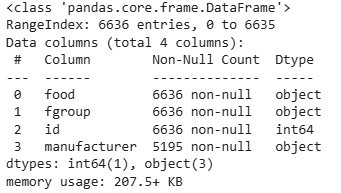 <class 'pandas.core.frame.DataFrame'>
RangeIndex: 6636 entries, 0 to 6635
Data columns (total 4 columns):
 #   Column        Non-Null Count  Dtype
---  ------        --------------  -----
 0   food          6636 non-null   object
 1   fgroup        6636 non-null   object
 2   id            6636 non-null   int64
 3   manufacturer  5195 non-null   object
dtypes: int64(1), object(3)
memory usage: 207.5+ KB